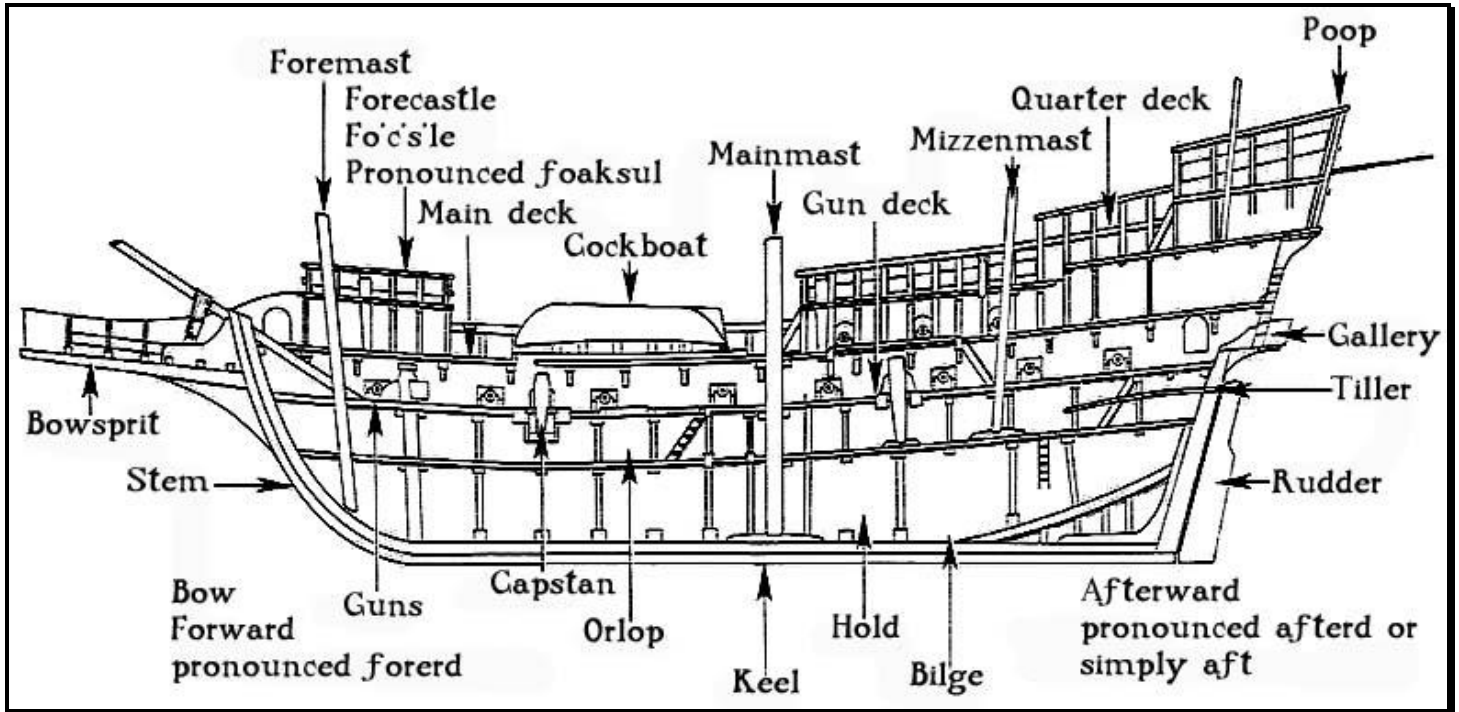 Poop
Foremast
Forecastle
Fo'c's'le
Pronounced foaksul
Quarter deck
Mizzenmast
Mainmast
Main deck
Gun deck
Cockboat
Gallery
Tiller
Bowsprit
Stem
Rudder
Capstan
Guns
Orlop
Hold
Keel
Bilge
Bow
Forward
pronounced forerd
Afterward
pronounced afterd or
simply aft